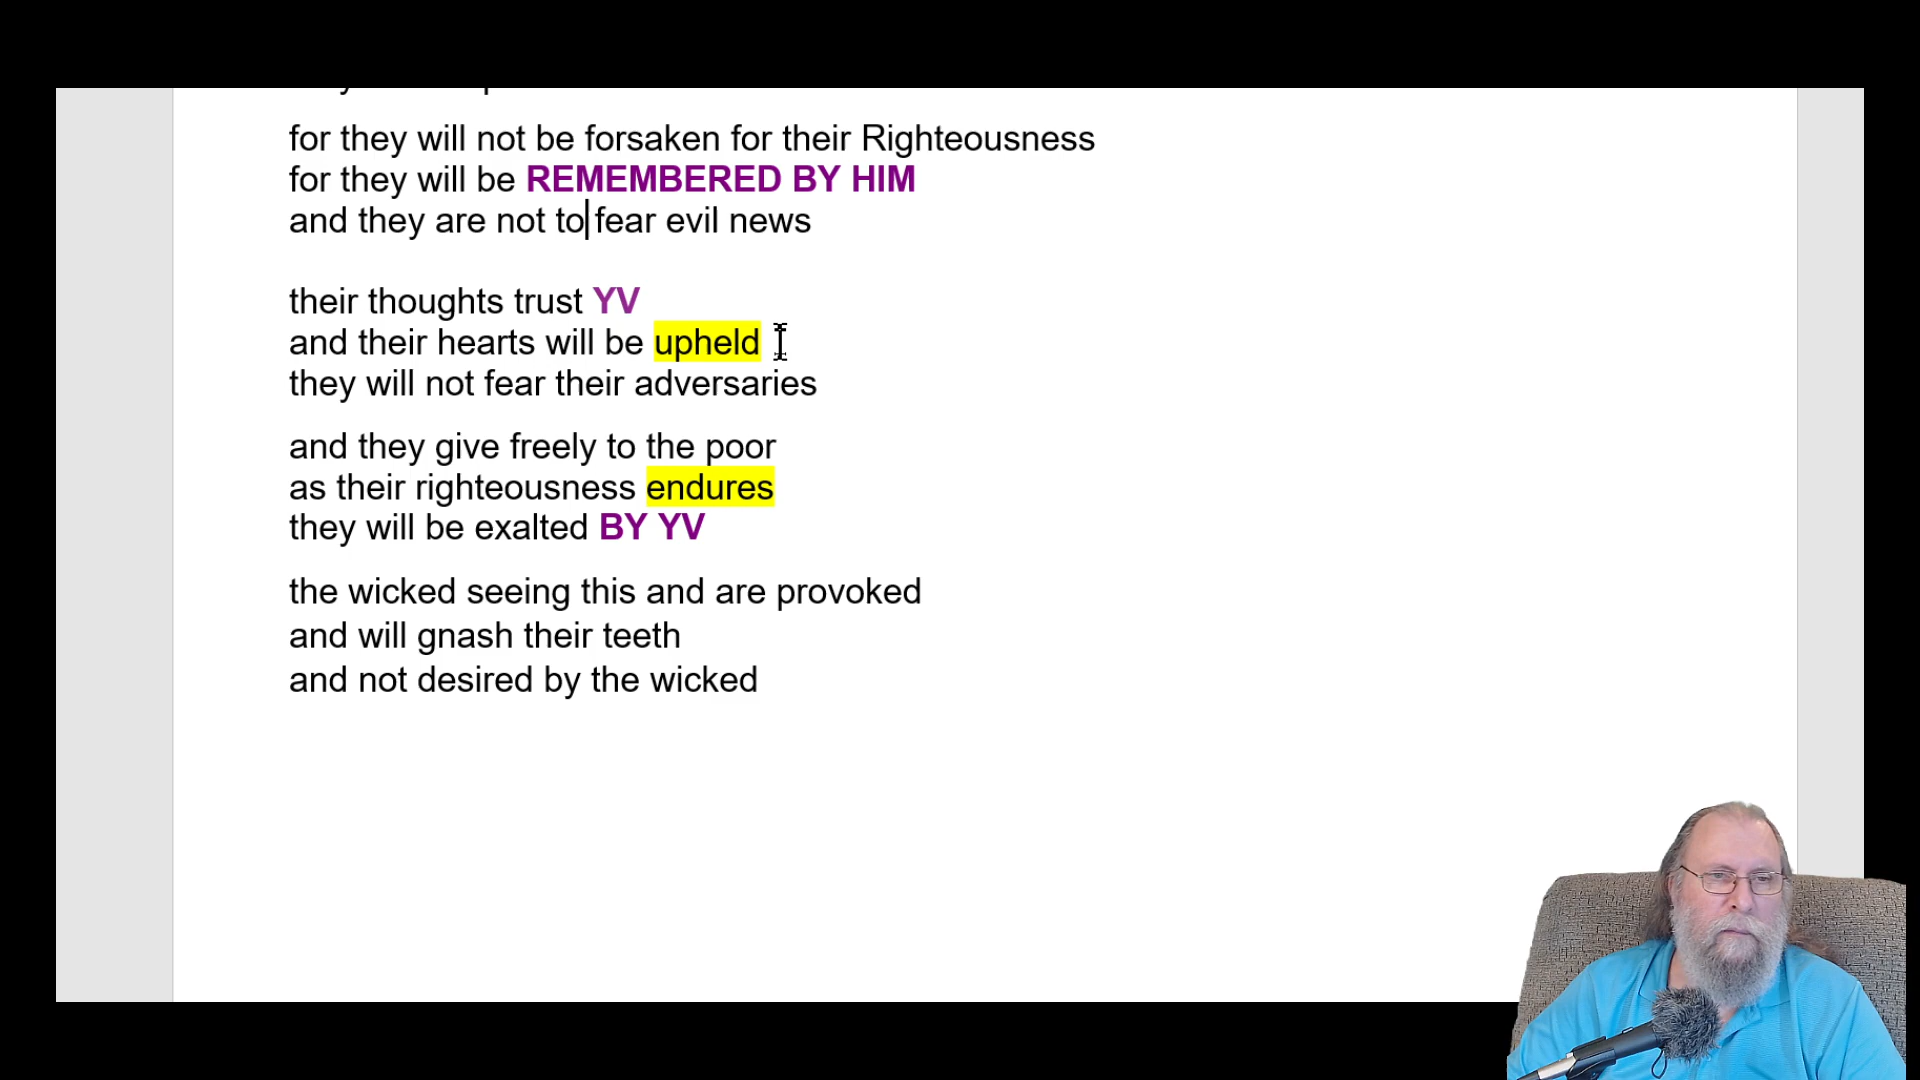 for they will not be forsaken for their Righteousness
for they will be REMEMBERED BY HIM
and they are not to fear evil news
their thoughts trust YV
and their hearts will be upheld
they will not fear their adversaries
and they give freely to the poor
as their righteousness endures
they will be exalted BY YV
the wicked seeing this and are provoked
and will gnash their teeth
and not desired by the wicked